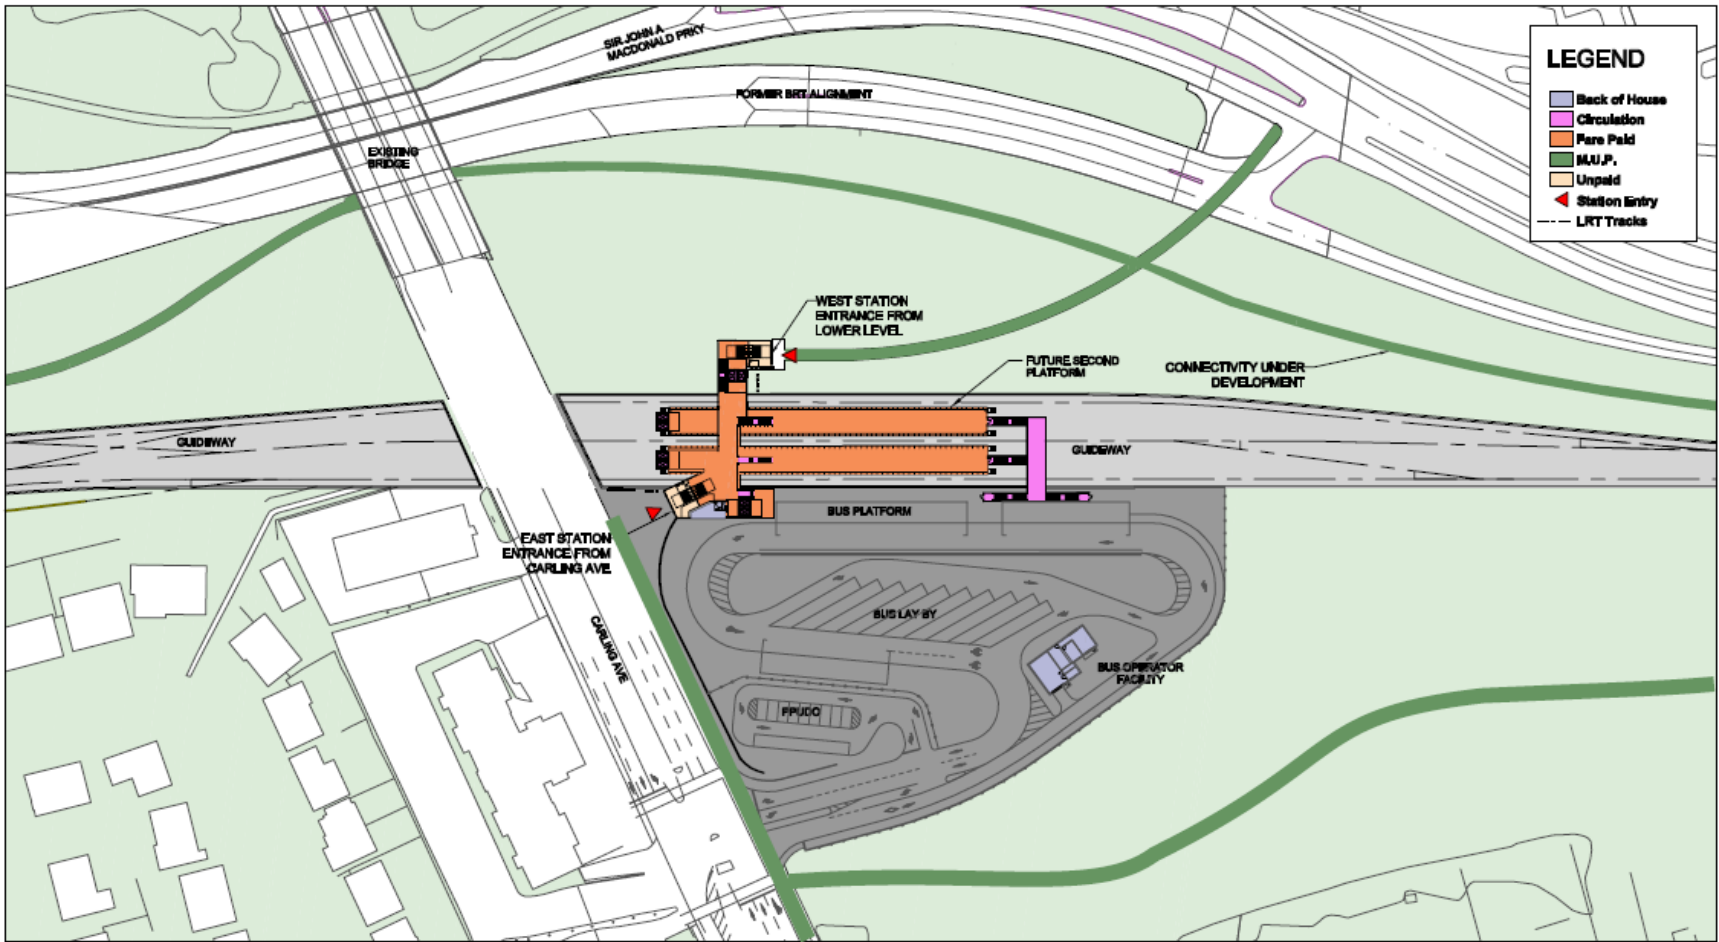 SIR JOHN A
MACDONALD PRKY
FORMER BRT ALIGNMENT
EXISTING
BRIDGE
LEGEND
Back of House
Circulation
Fare Paid
M.U.P.
Unpaid
Station Entry
LRT Tracks
WEST STATION
ENTRANCE FROM
LOWER LEVEL
FUTURE SECOND
PLATFORM
CONNECTIVITY UNDER
DEVELOPMENT
GUIDEWAY
GUIDEWAY
BUS PLATFORM
EAST STATION
ENTRANCE FROM
CARLING AVE
CARLING AVE
BUS LAY BY
BUS OPERATOR
FACILITY
PPUDO